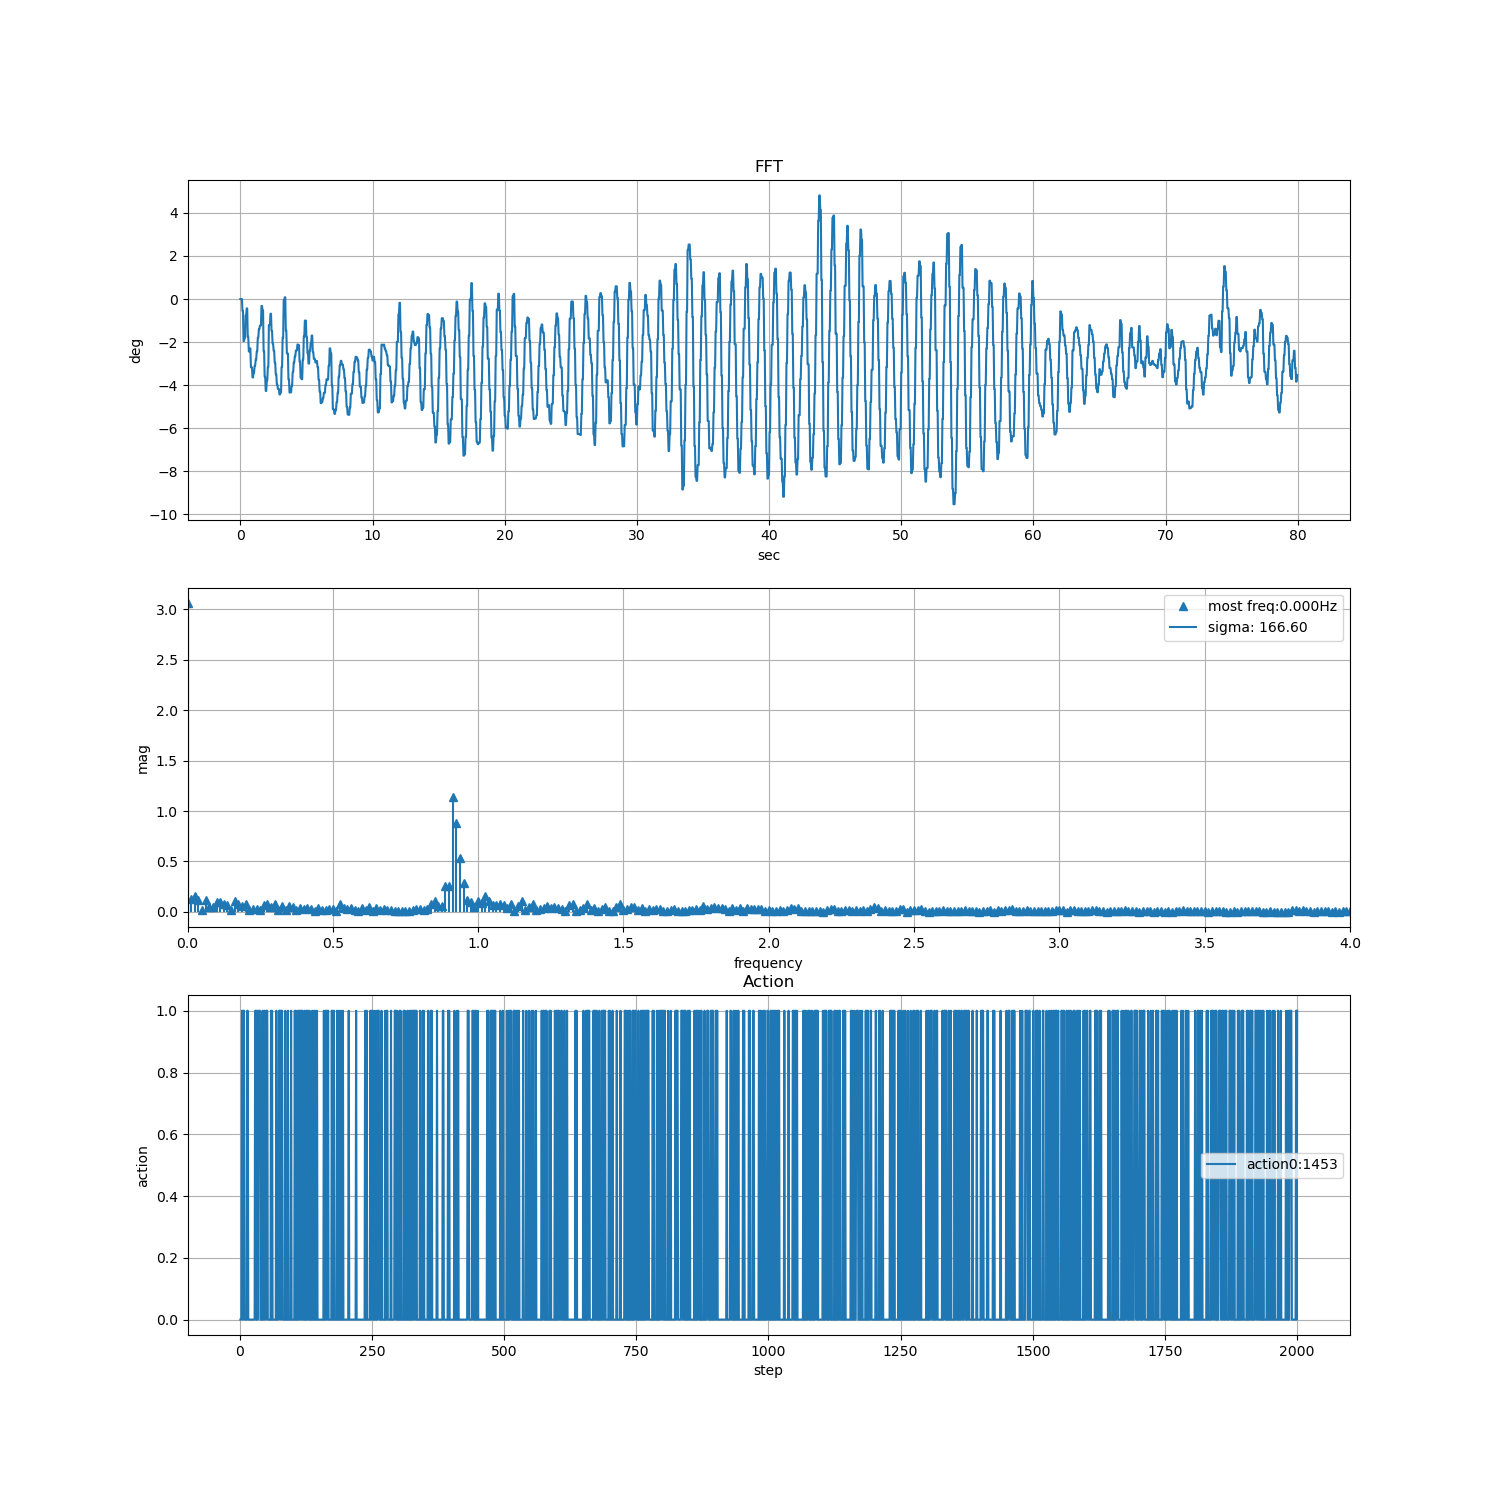 FFT
4
2
0
−2
−4
−6
−8
−10
deg
0 10 20 30 40 50 60 70 80
sec
3.0
2.5
2.0
1.5
1.0
0.5
0.0
mag
most freq:0.000Hz
sigma: 166.60
0.0 0.5 1.0 1.5 2.0 2.5 3.0 3.5 4.0
frequency
Action
1.0
0.8
0.6
0.4
0.2
0.0
action
action0:1453
0 250 500 750 1000 1250 1500 1750 2000
step